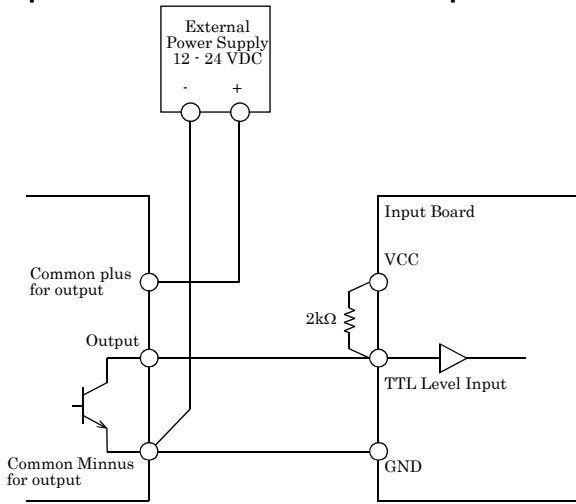 External
Power Supply
12 - 24 VDC
- +
Input Board
VCC
Common plus
for output
2kΩ
Output
TTL Level Input
Common Minnus
for output
GND